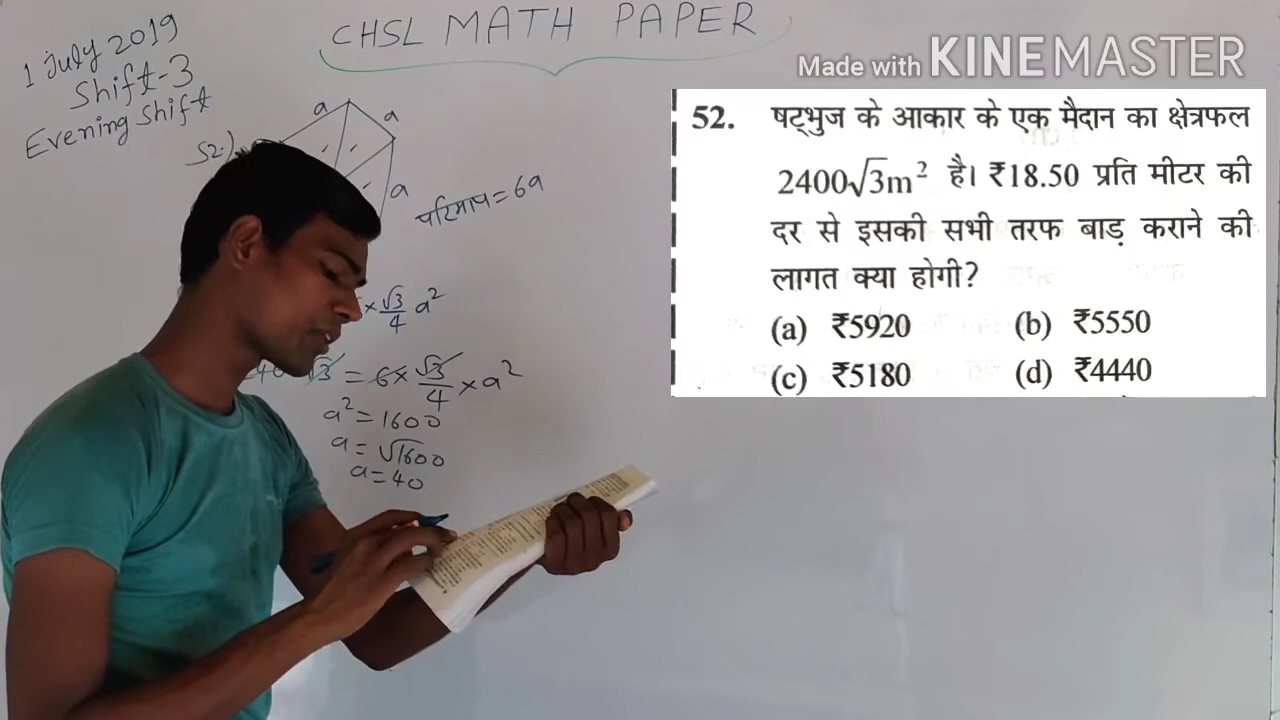 CHSL MATH PAPER
1 July 2019
Shift-3
Evening Shift
Made with KINEMASTER
52.)
a
a
a
परिमाप = 6a
× √3/4 a²
√3 = 6 × √3/4 × a²
a² = 1600
a = √1600
a = 40
52. षट्भुज के आकार के एक मैदान का क्षेत्रफल
2400√3m² है। ₹18.50 प्रति मीटर की
दर से इसकी सभी तरफ बाड़ कराने की
लागत क्या होगी?
(a) ₹5920 (b) ₹5550
(c) ₹5180 (d) ₹4440